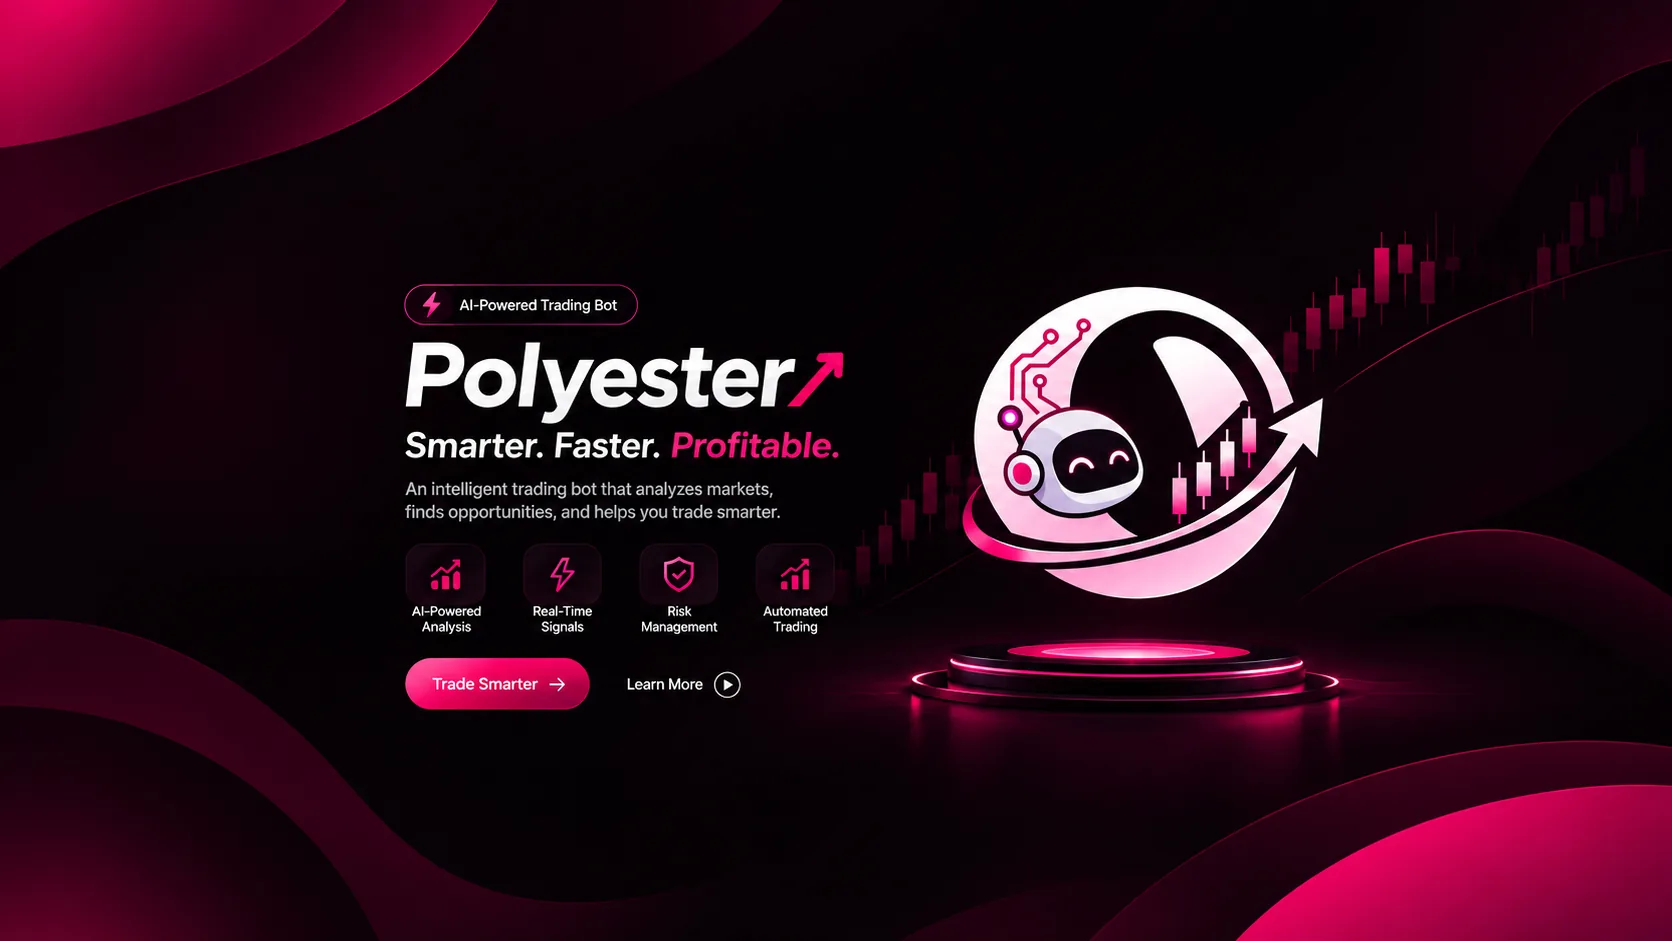 AI-Powered Trading Bot
Polyester
Smarter. Faster. Profitable.
An intelligent trading bot that analyzes markets,
finds opportunities, and helps you trade smarter.
AI-Powered
Analysis
Real-Time
Signals
Risk
Management
Automated
Trading
Trade Smarter
Learn More